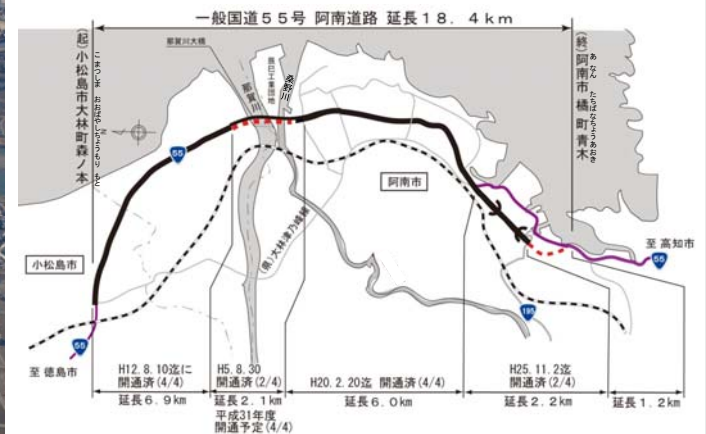 一般国道55号 阿南道路 延長18.4km
(起)小松島市大林町森ノ本
こまつしま おおばやしちょうもり もと
那賀川大橋
那賀川
辰巳工業団地
桑野川
(終)阿南市 橘町青木
あなん たちばなちょうあおき
N
55
阿南市
(県)大林津乃峰線
小松島市
至 高知市
55
195
55
至 徳島市
H12.8.10迄に
開通済(4/4)
延長6.9km
H5.8.30
開通済(2/4)
延長2.1km
平成31年度
開通予定(4/4)
H20.2.20迄 開通済(4/4)
延長6.0km
H25.11.2迄
開通済(2/4)
延長2.2km
延長1.2km